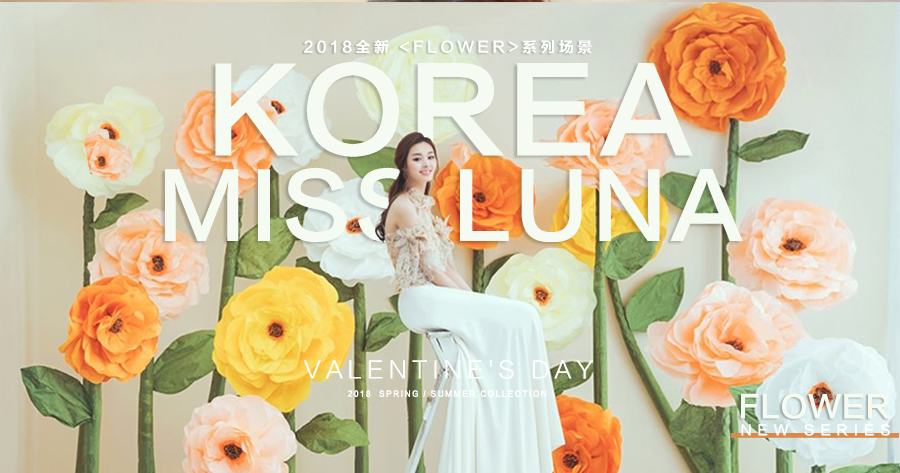 2018全新 <FLOWER>系列场景
KOREA
MISS LUNA
VALENTINE'S DAY
2018 SPRING / SUMMER COLLECTION
FLOWER
NEW SERIES